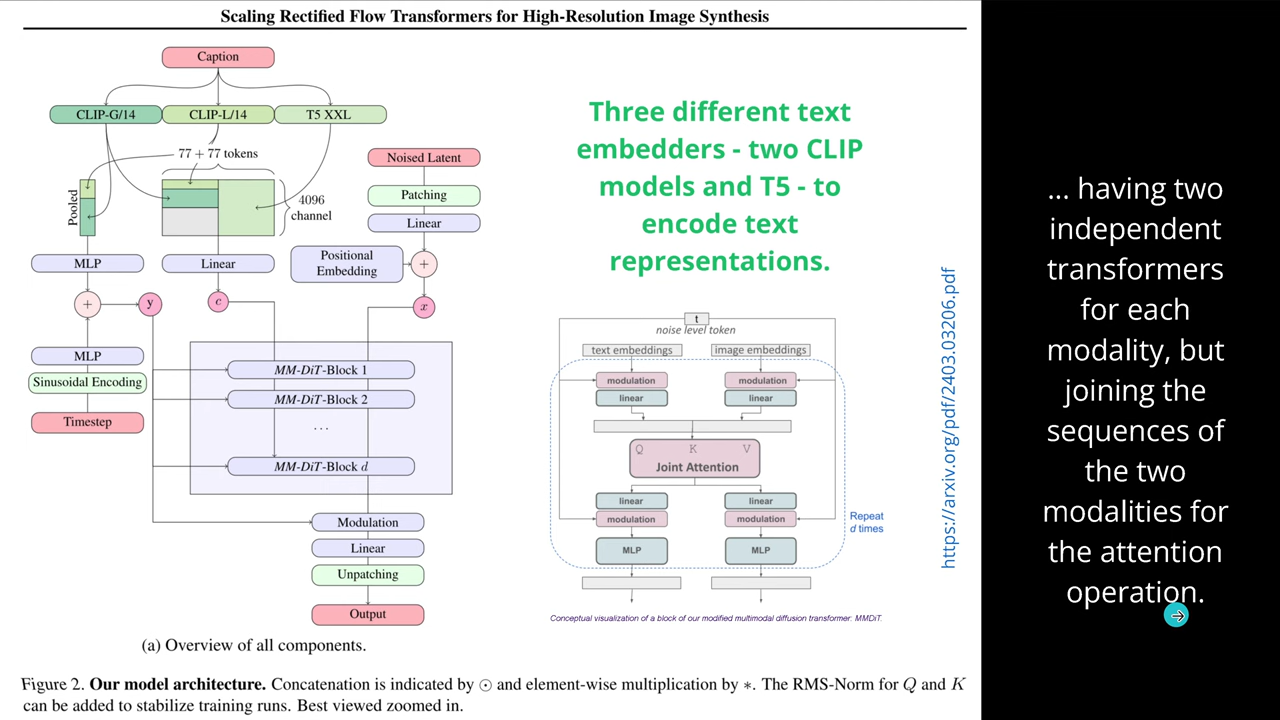 Scaling Rectified Flow Transformers for High-Resolution Image Synthesis
Caption
CLIP-G/14
CLIP-L/14
T5 XXL
77 + 77 tokens
Pooled
4096
channel
Noised Latent
Patching
Linear
Positional
Embedding
+
MLP
Linear
+
y
c
x
MLP
Sinusoidal Encoding
Timestep
MM-DiT-Block 1
MM-DiT-Block 2
. . .
MM-DiT-Block d
Modulation
Linear
Unpatching
Output
(a) Overview of all components.
Three different text
embedders - two CLIP
models and T5 - to
encode text
representations.
t
noise level token
text embeddings
image embeddings
modulation
modulation
linear
linear
Q K V
Joint Attention
linear
linear
modulation
modulation
MLP
MLP
Repeat
d times
Conceptual visualization of a block of our modified multimodal diffusion transformer: MMDiT.
https://arxiv.org/pdf/2403.03206.pdf
Figure 2. Our model architecture. Concatenation is indicated by ⊙ and element-wise multiplication by ∗. The RMS-Norm for Q and K
can be added to stabilize training runs. Best viewed zoomed in.
... having two
independent
transformers
for each
modality, but
joining the
sequences of
the two
modalities for
the attention
operation.